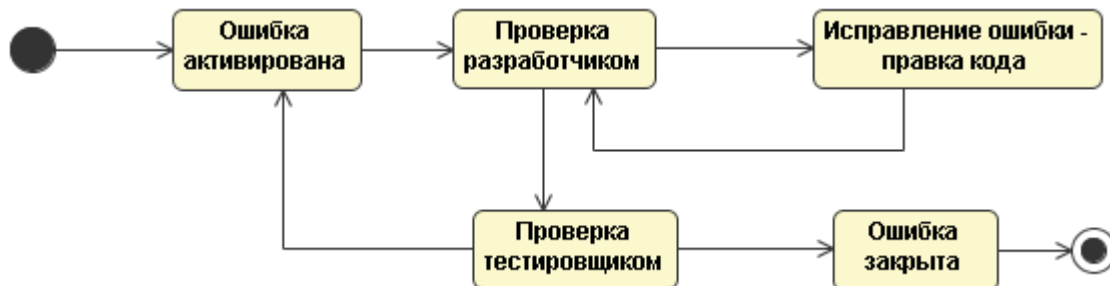 Ошибка
активирована
Проверка
разработчиком
Исправление ошибки -
правка кода
Проверка
тестировщиком
Ошибка
закрыта